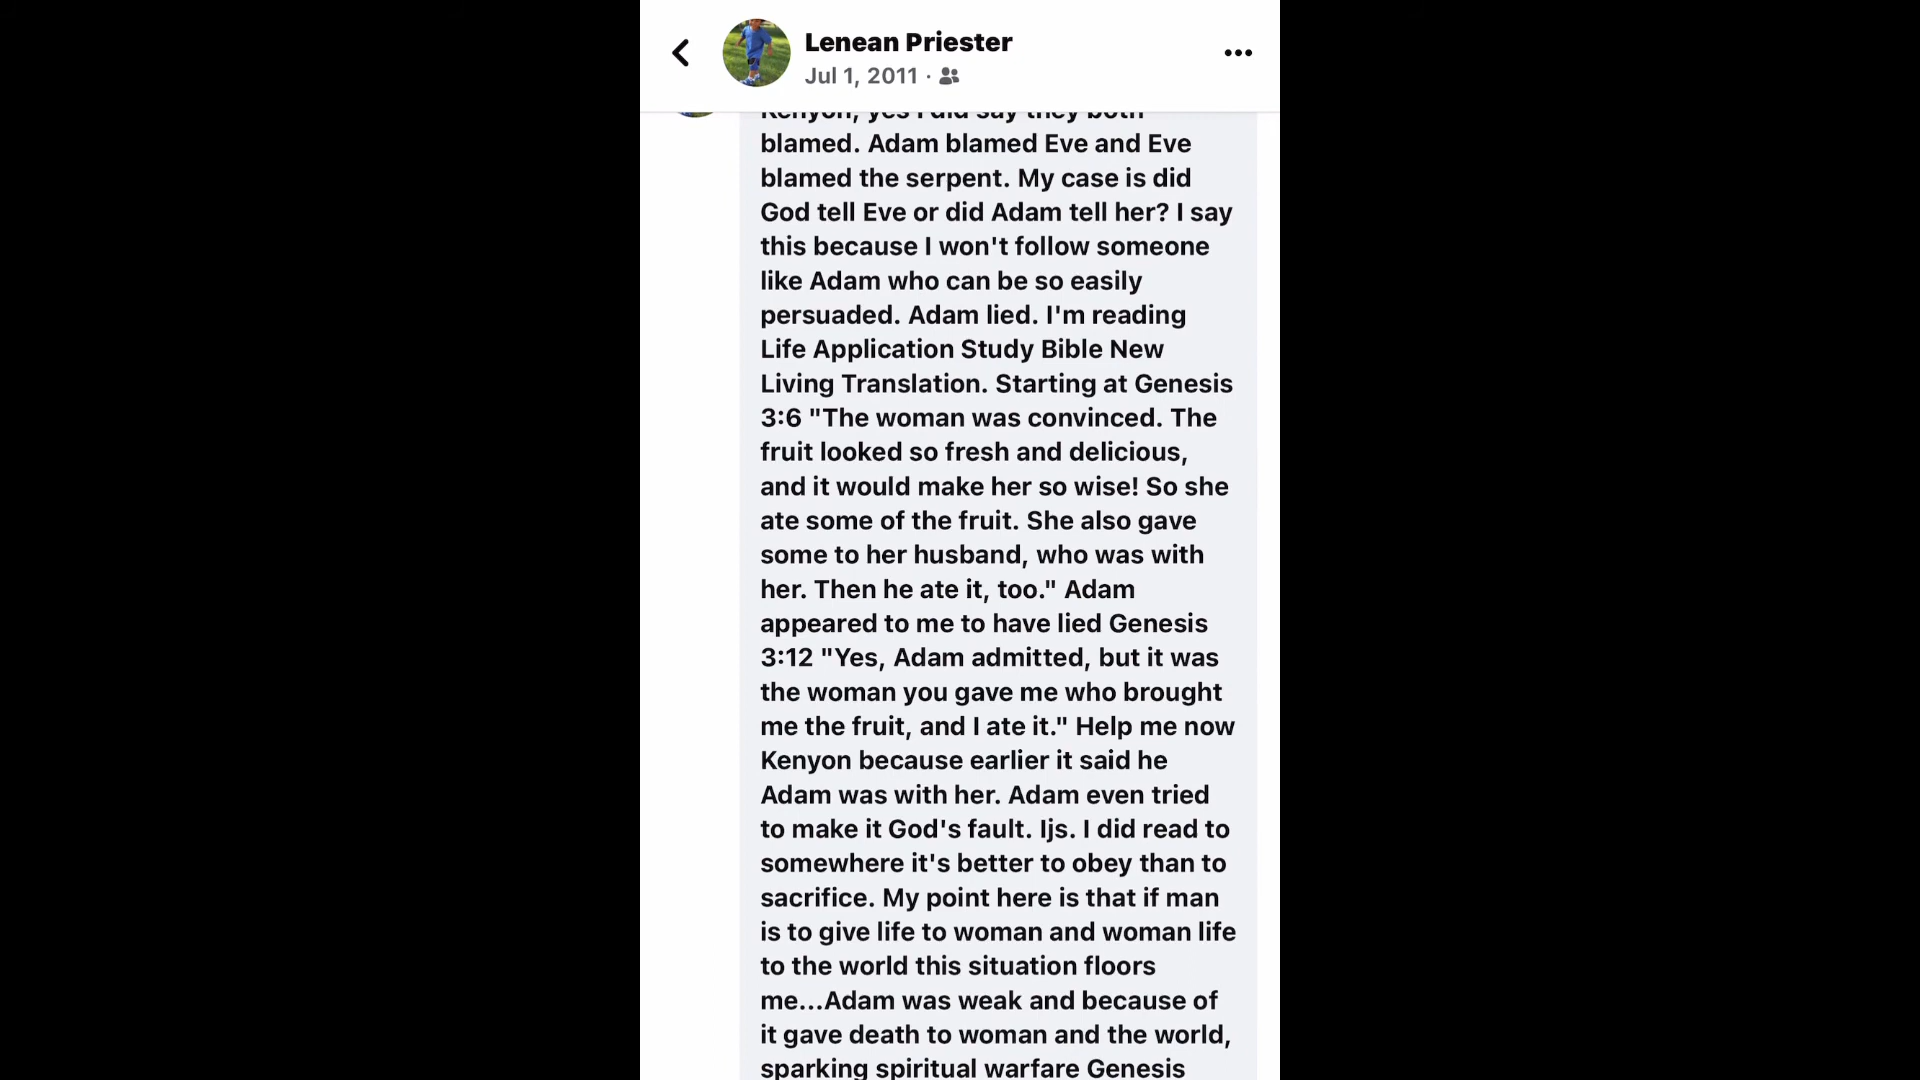 Lenean Priester
Jul 1, 2011 ·
Kenyon, yes I did say they both
blamed. Adam blamed Eve and Eve
blamed the serpent. My case is did
God tell Eve or did Adam tell her? I say
this because I won't follow someone
like Adam who can be so easily
persuaded. Adam lied. I'm reading
Life Application Study Bible New
Living Translation. Starting at Genesis
3:6 "The woman was convinced. The
fruit looked so fresh and delicious,
and it would make her so wise! So she
ate some of the fruit. She also gave
some to her husband, who was with
her. Then he ate it, too." Adam
appeared to me to have lied Genesis
3:12 "Yes, Adam admitted, but it was
the woman you gave me who brought
me the fruit, and I ate it." Help me now
Kenyon because earlier it said he
Adam was with her. Adam even tried
to make it God's fault. Ijs. I did read to
somewhere it's better to obey than to
sacrifice. My point here is that if man
is to give life to woman and woman life
to the world this situation floors
me...Adam was weak and because of
it gave death to woman and the world,
sparking spiritual warfare Genesis